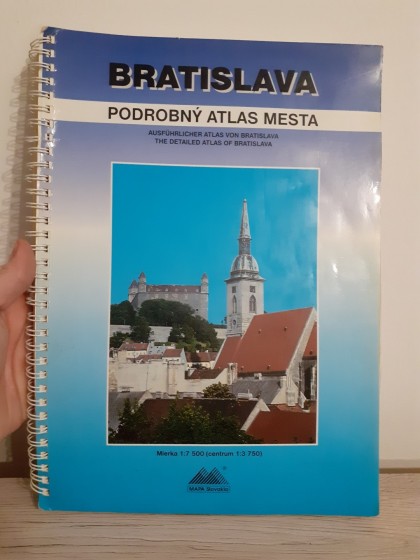 BRATISLAVA
PODROBNÝ ATLAS MESTA
AUSFÜHRLICHER ATLAS VON BRATISLAVA
THE DETAILED ATLAS OF BRATISLAVA
Mierka 1:7 500 (centrum 1:3 750)
®
MAPA Slovakia